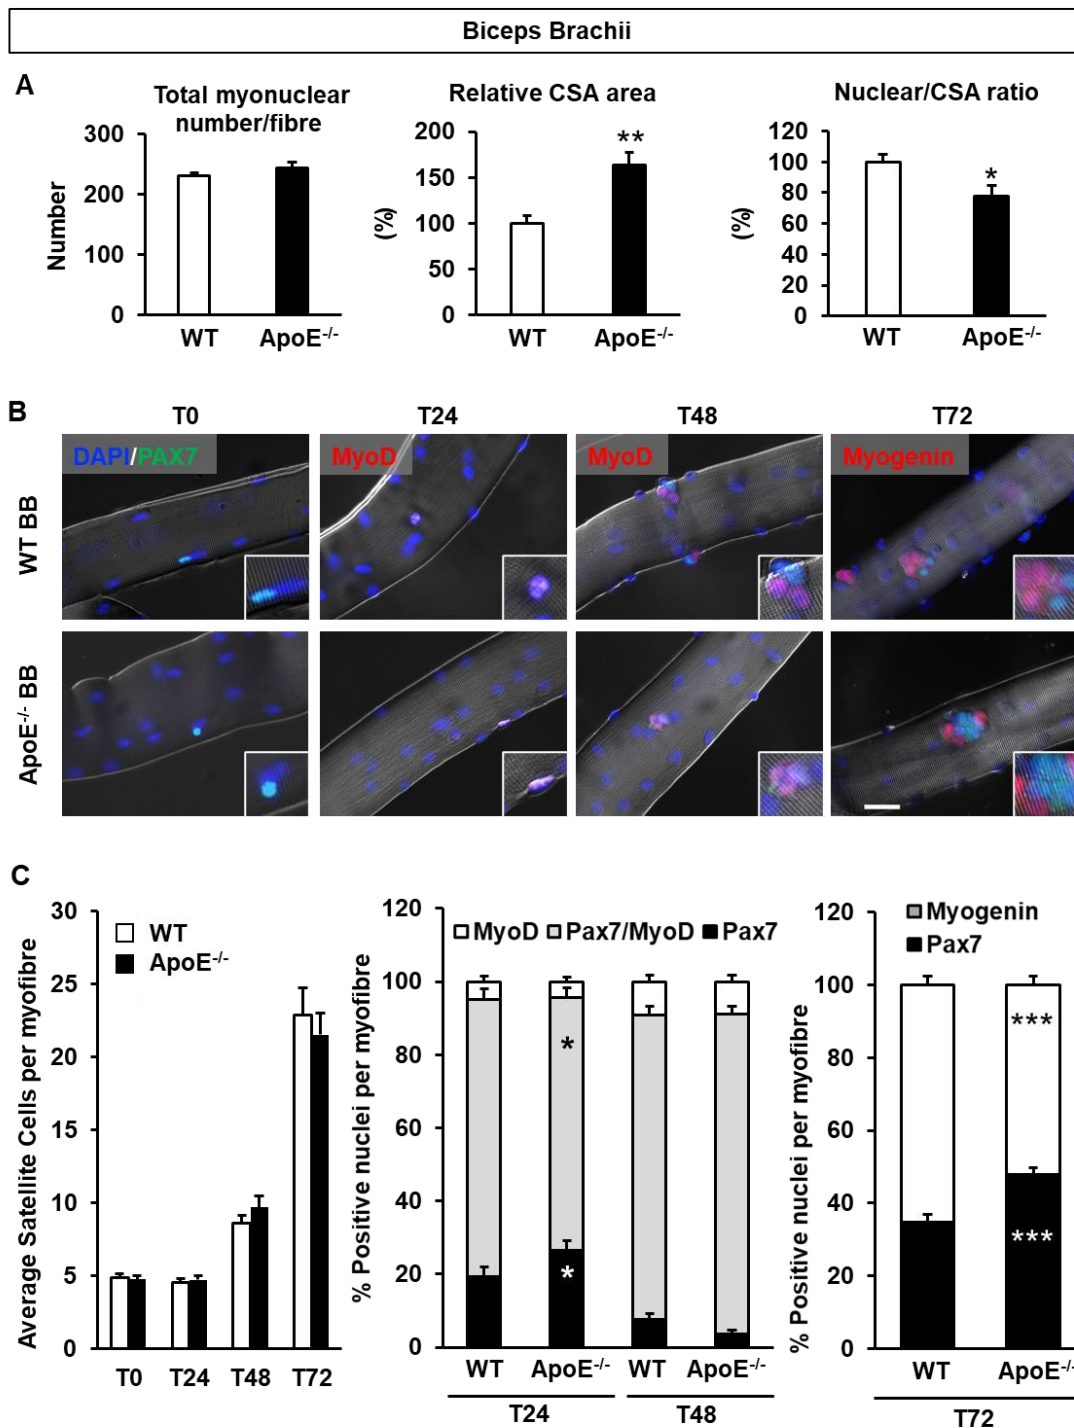 Biceps Brachii
A
Total myonuclear
number/fibre
Number
300
200
100
0
WT
ApoE-/-
Relative CSA area
(%)
200
150
100
50
0
**
WT
ApoE-/-
Nuclear/CSA ratio
(%)
120
100
80
60
40
20
0
*
WT
ApoE-/-
B
T0
T24
T48
T72
WT BB
DAPI/PAX7
MyoD
MyoD
Myogenin
ApoE-/- BB
C
Average Satellite Cells per myofibre
30
25
20
15
10
5
0
WT
ApoE-/-
T0
T24
T48
T72
% Positive nuclei per myofibre
120
100
80
60
40
20
0
MyoD
Pax7/MyoD
Pax7
*
*
WT
ApoE-/-
WT
ApoE-/-
T24
T48
% Positive nuclei per myofibre
120
100
80
60
40
20
0
Myogenin
Pax7
***
***
WT
ApoE-/-
T72